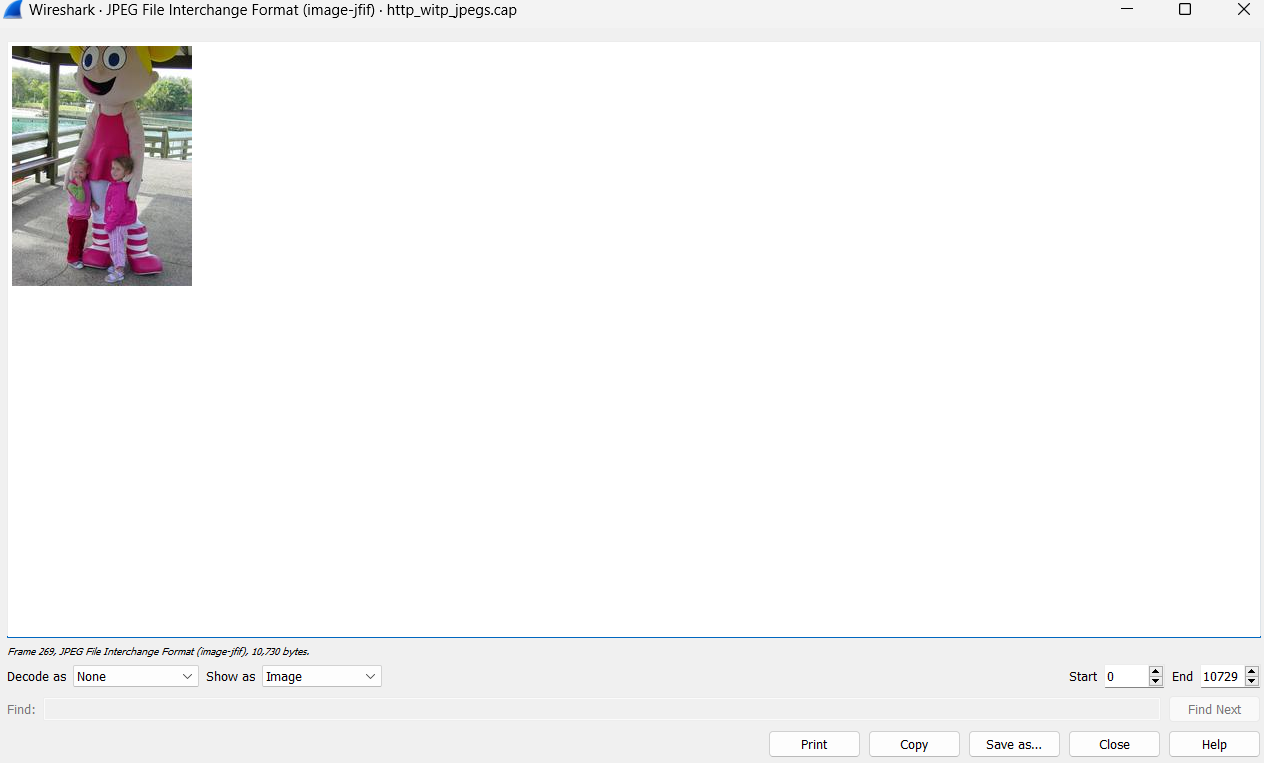 Wireshark · JPEG File Interchange Format (image-jfif) · http_witp_jpegs.cap
Frame 269, JPEG File Interchange Format (image-jfif), 10,730 bytes.
Decode as None Show as Image Start 0 End 10729
Find: Find Next
Print Copy Save as... Close Help